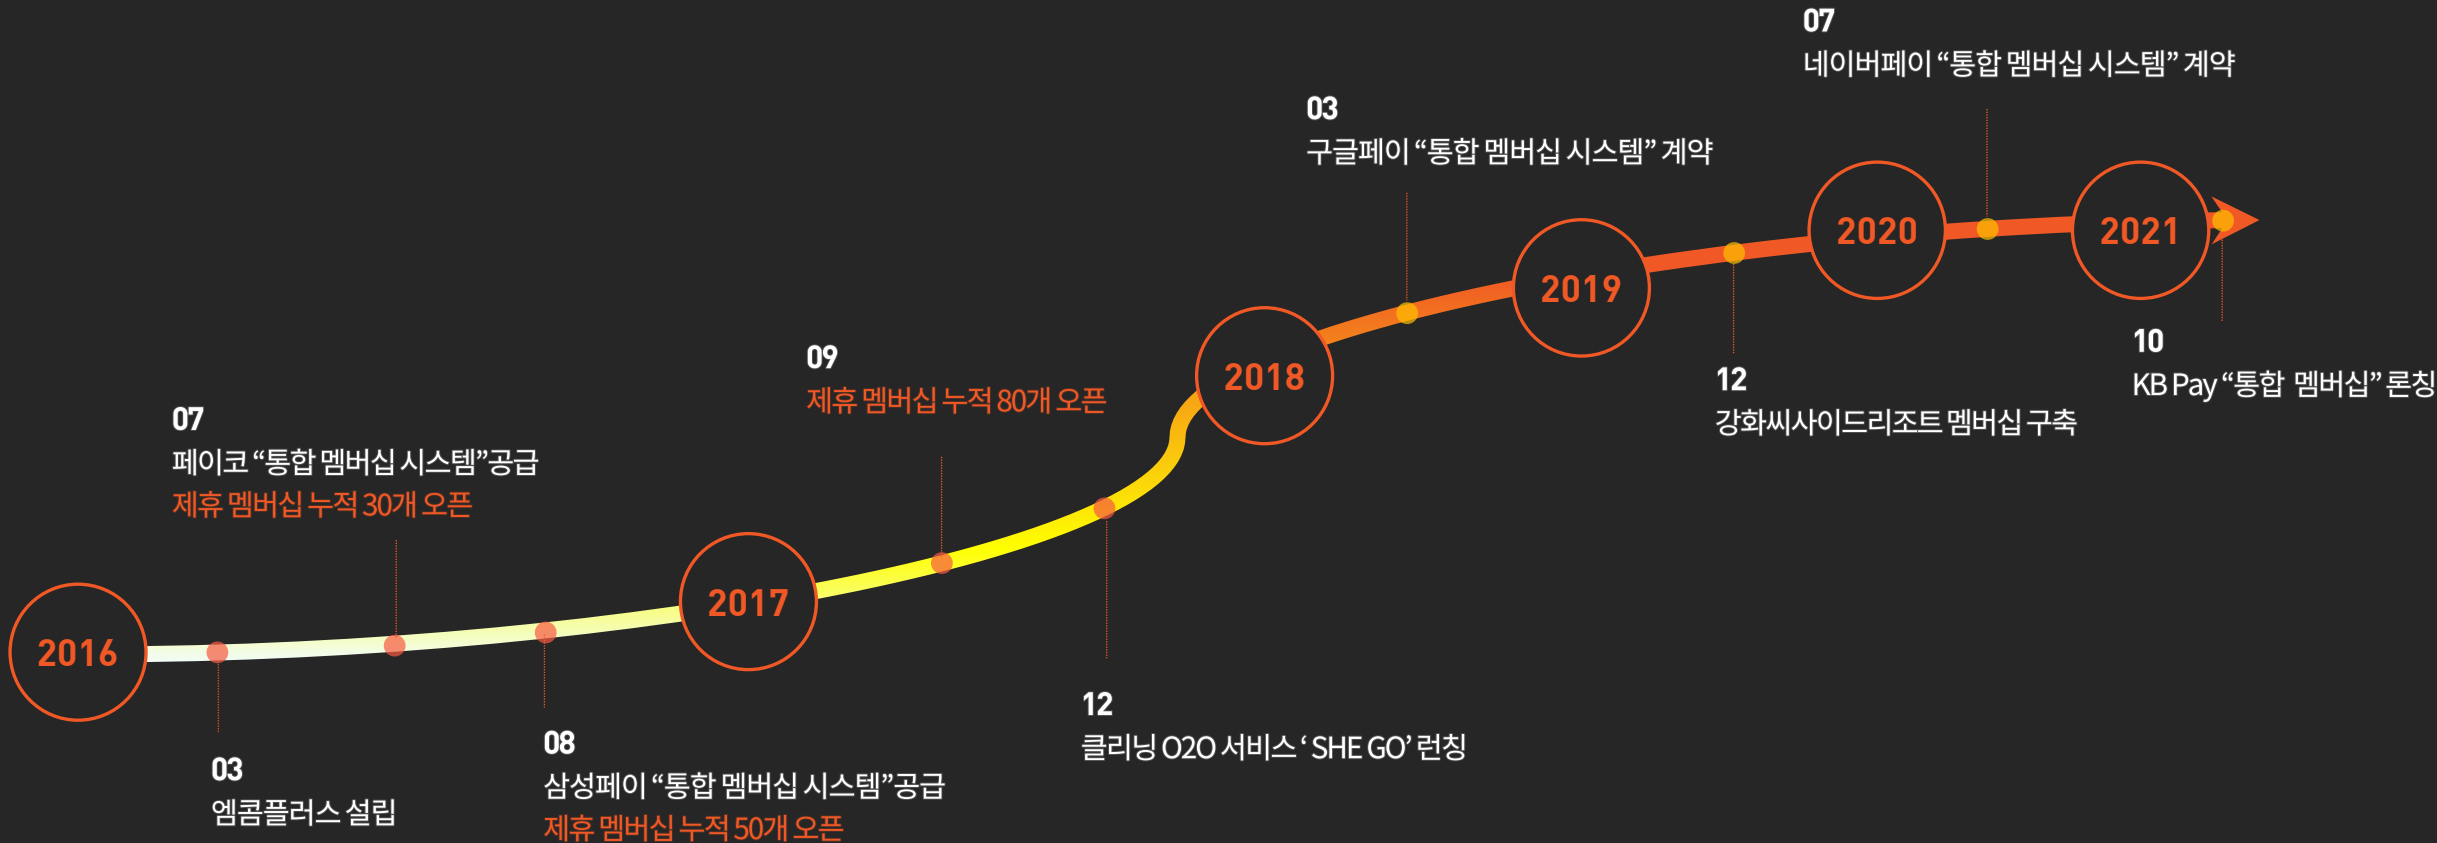 2016
03
엠콤플러스 설립
07
페이코 “통합 멤버십 시스템”공급
제휴 멤버십 누적 30개 오픈
08
삼성페이 “통합 멤버십 시스템”공급
제휴 멤버십 누적 50개 오픈
2017
09
제휴 멤버십 누적 80개 오픈
12
클리닝 O2O 서비스 ‘ SHE GO’ 런칭
2018
03
구글페이 “통합 멤버십 시스템” 계약
2019
12
강화씨사이드리조트 멤버십 구축
2020
07
네이버페이 “통합 멤버십 시스템” 계약
2021
10
KB Pay “통합 멤버십” 론칭